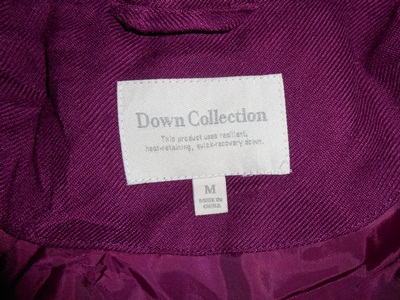 Down Collection
This product uses resilient,
heat-retaining, quick-recovery down.
M
MADE IN
CHINA